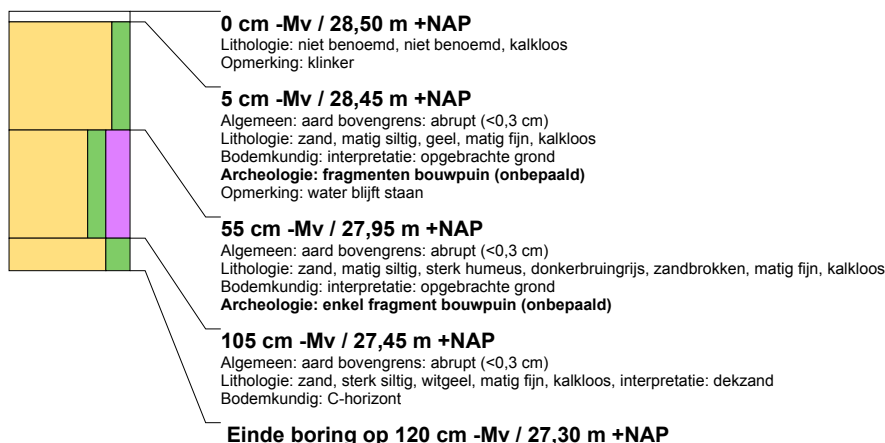 0 cm -Mv / 28,50 m +NAP
Lithologie: niet benoemd, niet benoemd, kalkloos
Opmerking: klinker
5 cm -Mv / 28,45 m +NAP
Algemeen: aard bovengrens: abrupt (<0,3 cm)
Lithologie: zand, matig siltig, geel, matig fijn, kalkloos
Bodemkundig: interpretatie: opgebrachte grond
Archeologie: fragmenten bouwpuin (onbepaald)
Opmerking: water blijft staan
55 cm -Mv / 27,95 m +NAP
Algemeen: aard bovengrens: abrupt (<0,3 cm)
Lithologie: zand, matig siltig, sterk humeus, donkerbruingrijs, zandbrokken, matig fijn, kalkloos
Bodemkundig: interpretatie: opgebrachte grond
Archeologie: enkel fragment bouwpuin (onbepaald)
105 cm -Mv / 27,45 m +NAP
Algemeen: aard bovengrens: abrupt (<0,3 cm)
Lithologie: zand, sterk siltig, witgeel, matig fijn, kalkloos, interpretatie: dekzand
Bodemkundig: C-horizont
Einde boring op 120 cm -Mv / 27,30 m +NAP